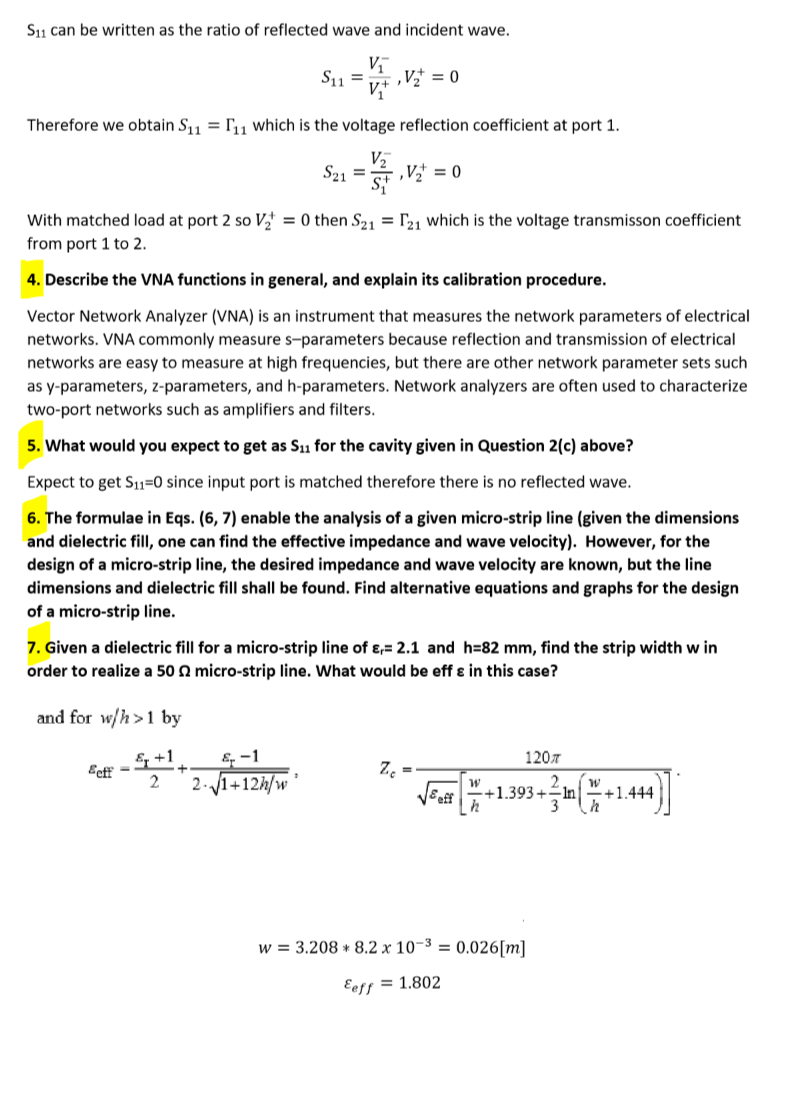 S₁₁ can be written as the ratio of reflected wave and incident wave.
S₁₁ = V₁⁻/V₁⁺ , V₂⁺ = 0
Therefore we obtain S₁₁ = Γ₁₁ which is the voltage reflection coefficient at port 1.
S₂₁ = V₂⁻/S₁⁺ , V₂⁺ = 0
With matched load at port 2 so V₂⁺ = 0 then S₂₁ = Γ₂₁ which is the voltage transmisson coefficient
from port 1 to 2.
4. Describe the VNA functions in general, and explain its calibration procedure.
Vector Network Analyzer (VNA) is an instrument that measures the network parameters of electrical
networks. VNA commonly measure s–parameters because reflection and transmission of electrical
networks are easy to measure at high frequencies, but there are other network parameter sets such
as y-parameters, z-parameters, and h-parameters. Network analyzers are often used to characterize
two-port networks such as amplifiers and filters.
5. What would you expect to get as S₁₁ for the cavity given in Question 2(c) above?
Expect to get S₁₁=0 since input port is matched therefore there is no reflected wave.
6. The formulae in Eqs. (6, 7) enable the analysis of a given micro-strip line (given the dimensions
and dielectric fill, one can find the effective impedance and wave velocity). However, for the
design of a micro-strip line, the desired impedance and wave velocity are known, but the line
dimensions and dielectric fill shall be found. Find alternative equations and graphs for the design
of a micro-strip line.
7. Given a dielectric fill for a micro-strip line of εᵣ= 2.1 and h=82 mm, find the strip width w in
order to realize a 50 Ω micro-strip line. What would be eff ε in this case?
and for w/h > 1 by
ε_eff = (ε_r +1)/2 + (ε_r −1)/(2·√(1+12h/w)) , Z_c = 120π/(√ε_eff [w/h +1.393+ 2/3 ln(w/h +1.444)]) .
w = 3.208 * 8.2 x 10⁻³ = 0.026[m]
ε_eff = 1.802